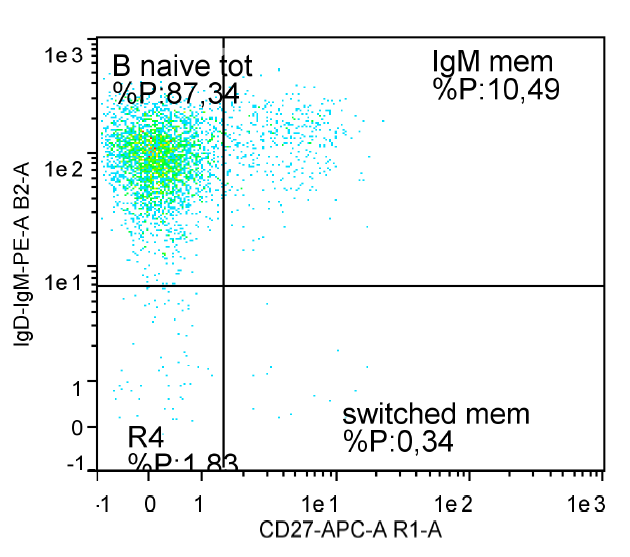 B naive tot
%P:87,34
IgM mem
%P:10,49
R4
%P:1,83
switched mem
%P:0,34
IgD-IgM-PE-A B2-A
1e3
1e2
1e1
1
0
-1
-1 0 1 1e1 1e2 1e3
CD27-APC-A R1-A